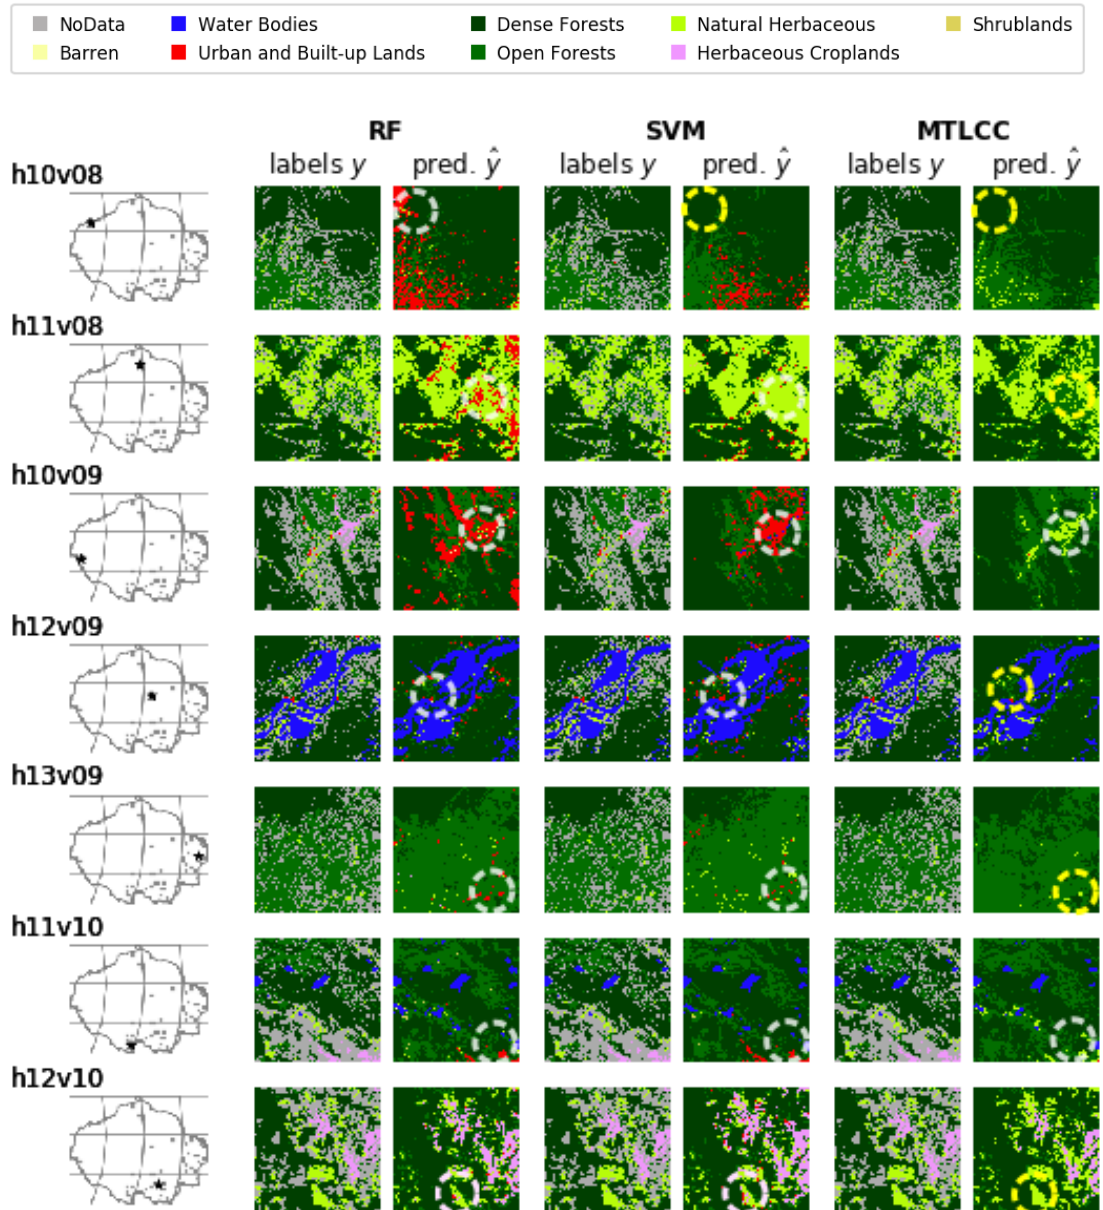 NoData Water Bodies Dense Forests Natural Herbaceous Shrublands
Barren Urban and Built-up Lands Open Forests Herbaceous Croplands
RF SVM MTLCC
labels y pred. ŷ labels y pred. ŷ labels y pred. ŷ
h10v08
h11v08
h10v09
h12v09
h13v09
h11v10
h12v10